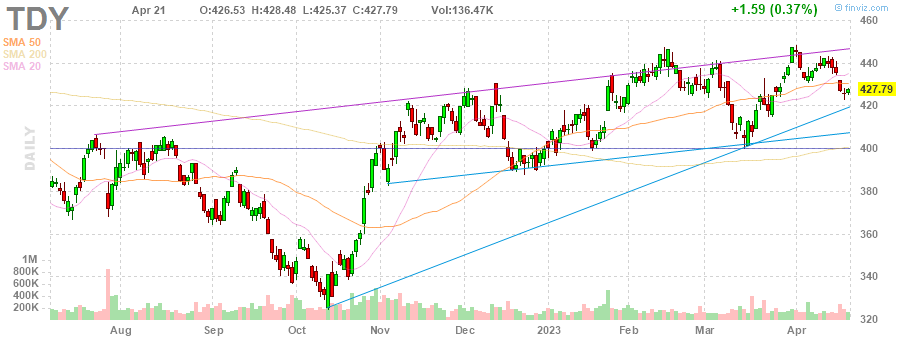 TDY Apr 21 O:426.53 H:428.48 L:425.37 C:427.79 Vol:136.47K +1.59 (0.37%) finviz.com
SMA 50
SMA 200
SMA 20
DAILY
460
440
427.79
420
400
380
360
340
320
1M
800K
600K
400K
200K
Aug Sep Oct Nov Dec 2023 Feb Mar Apr